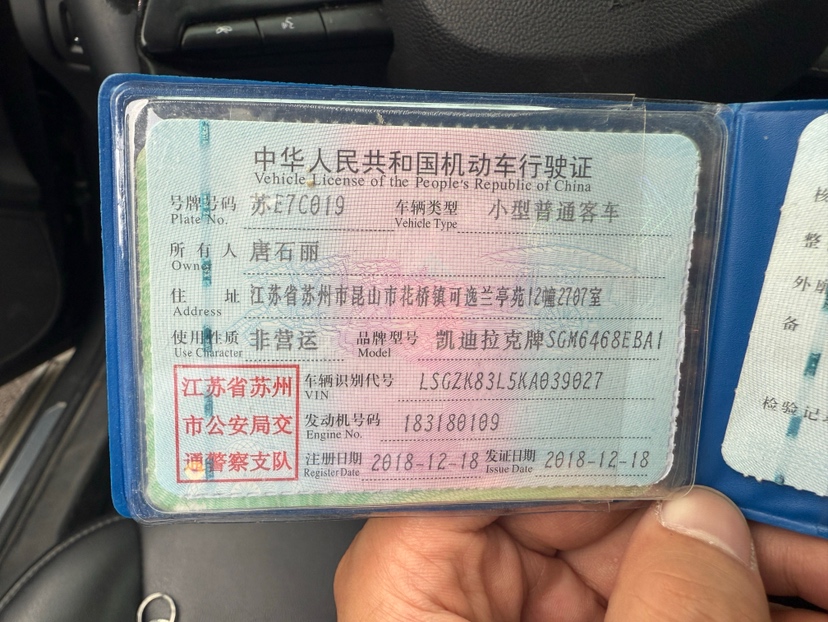 中华人民共和国机动车行驶证
Vehicle License of the People's Republic of China
号牌号码 苏E7C019 车辆类型 小型普通客车
Plate No. Vehicle Type
所有人 唐石丽
Owner
住址 江苏省苏州市昆山市花桥镇可逸兰亭苑12幢2707室
Address
使用性质 非营运 品牌型号 凯迪拉克牌SGM6468EBA1
Use Character Model
江苏省苏州
市公安局交
通警察支队
车辆识别代号 LSGZK83L5KA039027
VIN
发动机号码 183180109
Engine No.
注册日期 2018-12-18 发证日期 2018-12-18
Register Date Issue Date
核
整
外廓
备
检验记